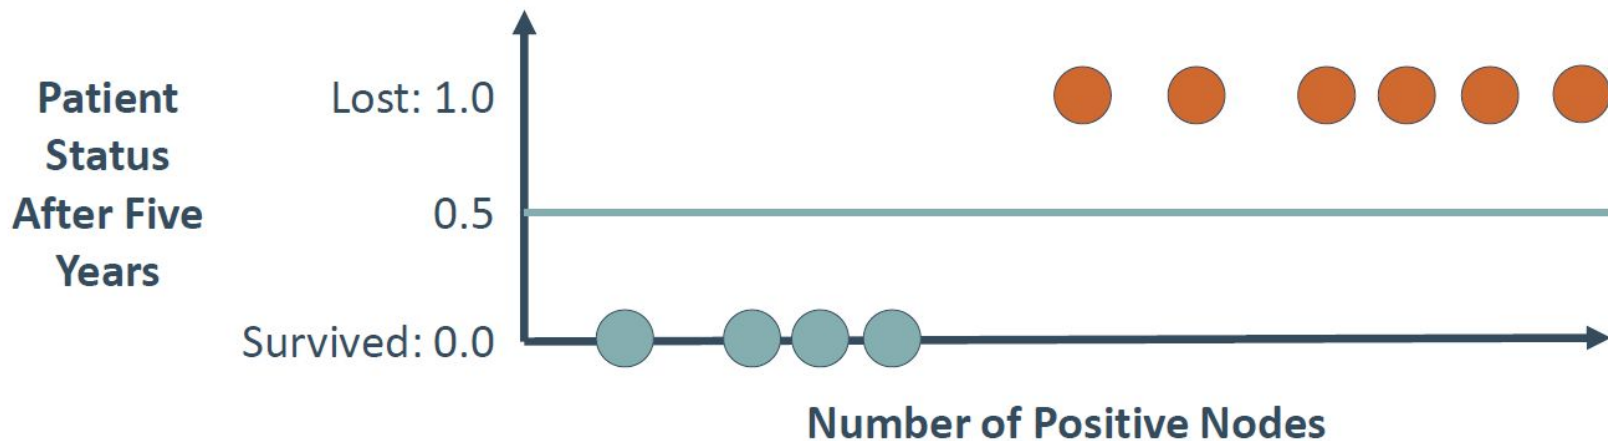 Patient
Status
After Five
Years
Lost: 1.0
0.5
Survived: 0.0
Number of Positive Nodes